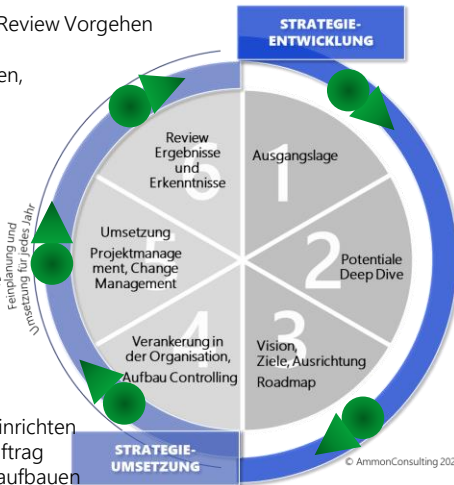 Review Vorgehen
en,
STRATEGIE-
ENTWICKLUNG
6
Review
Ergebnisse
und
Erkenntnisse
1
Ausgangslage
5
Umsetzung
Projektmanage
ment, Change
Management
2
Potentiale
Deep Dive
Feinplanung und
Umsetzung für jedes Jahr
4
Verankerung in
der Organisation,
Aufbau Controlling
3
Vision,
Ziele, Ausrichtung
Roadmap
inrichten
ftrag
aufbauen
STRATEGIE-
UMSETZUNG
© AmmonConsulting 202